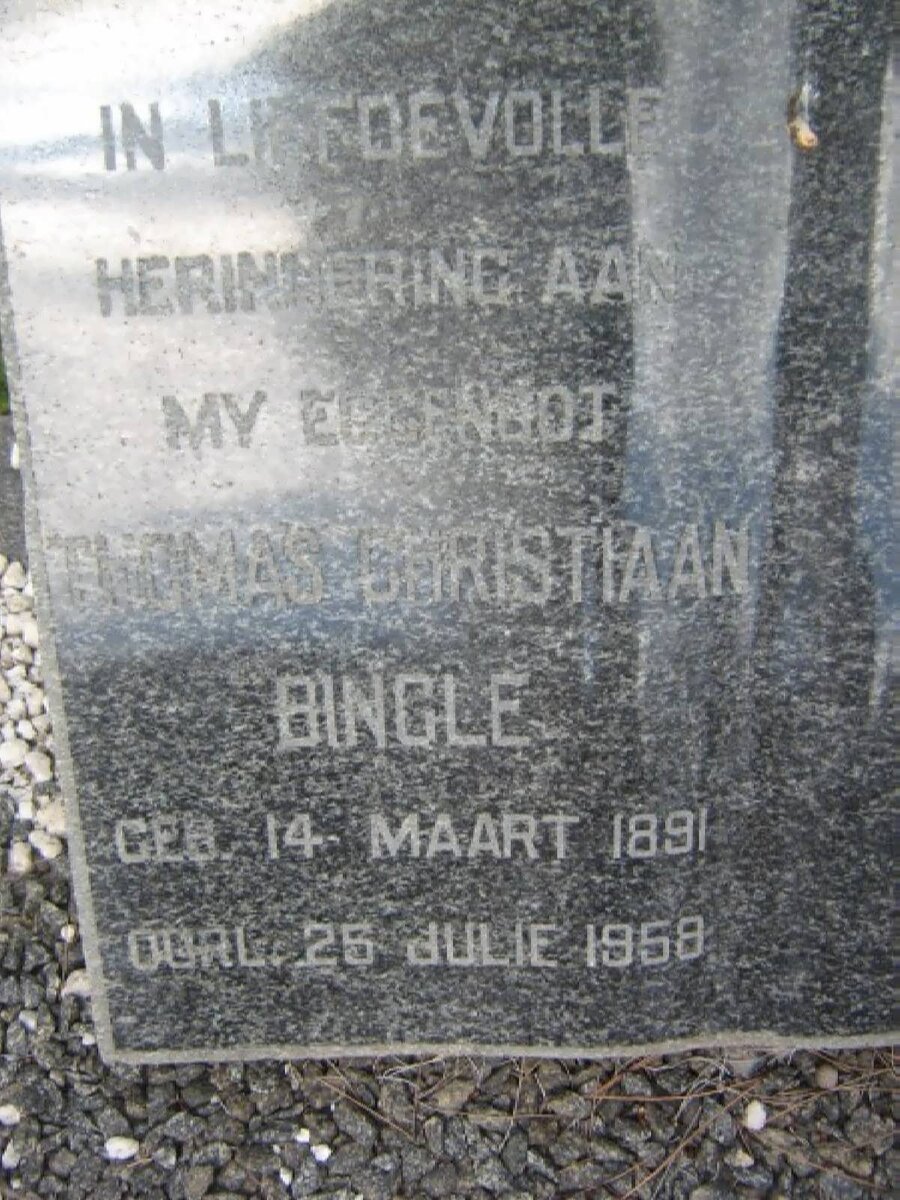 IN LIEFDEVOLLE
HERINNERING AAN
MY EGGENOOT
THOMAS CHRISTIAAN
BINGLE
GEB. 14 MAART 1891
OORL. 25 JULIE 1958